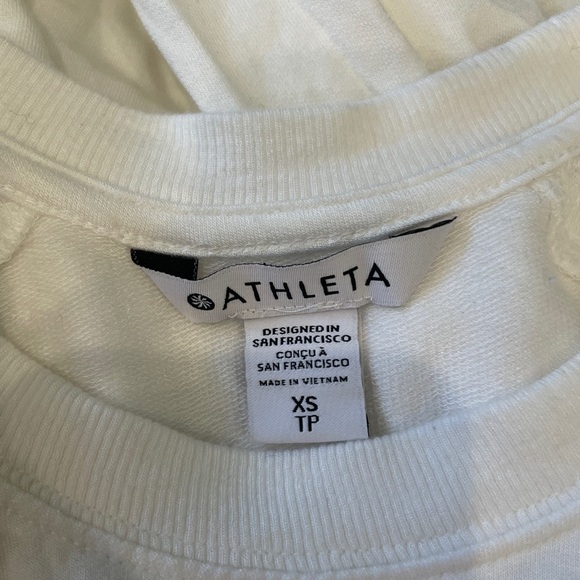 ATHLETA
DESIGNED IN
SAN FRANCISCO
CONÇU À
SAN FRANCISCO
MADE IN VIETNAM
XS
TP